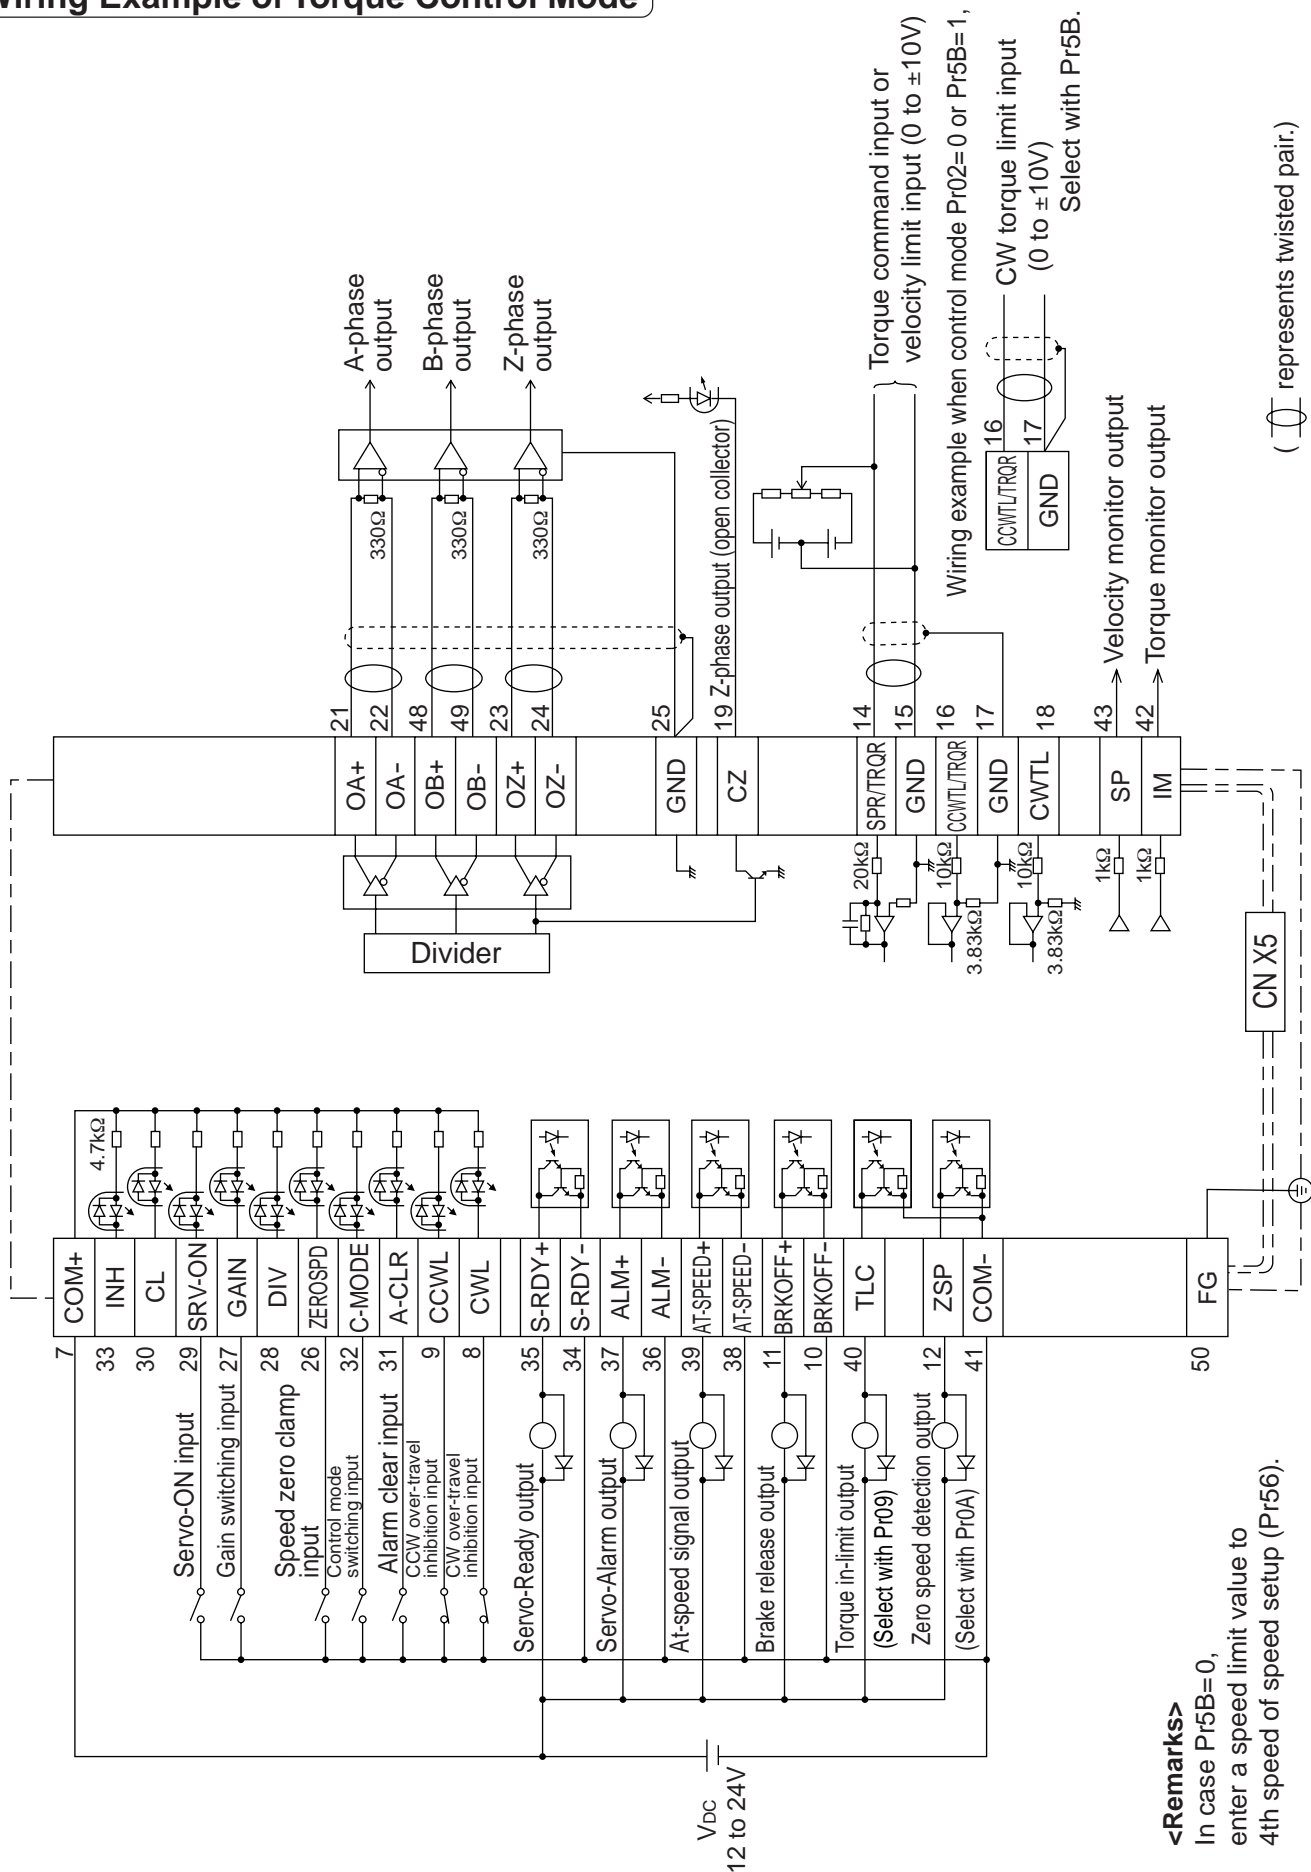 Wiring Example of Torque Control Mode
COM+
INH
CL
SRV-ON
GAIN
DIV
ZEROSPD
C-MODE
A-CLR
CCWL
CWL
S-RDY+
S-RDY-
ALM+
ALM-
AT-SPEED+
AT-SPEED-
BRKOFF+
BRKOFF-
TLC
ZSP
COM-
FG
7
33
30
29
27
28
26
32
31
9
8
35
34
37
36
39
38
11
10
40
12
41
50
4.7kΩ
Servo-ON input
Gain switching input
Speed zero clamp
input
Control mode
switching input
Alarm clear input
CCW over-travel
inhibition input
CW over-travel
inhibition input
Servo-Ready output
Servo-Alarm output
At-speed signal output
Brake release output
Torque in-limit output
(Select with Pr09)
Zero speed detection output
(Select with Pr0A)
VDC
12 to 24V
<Remarks>
In case Pr5B=0,
enter a speed limit value to
4th speed of speed setup (Pr56).
Divider
OA+
OA-
OB+
OB-
OZ+
OZ-
GND
CZ
SPR/TRQR
GND
CCWTL/TRQR
GND
CWTL
SP
IM
21
22
48
49
23
24
25
19
14
15
16
17
18
43
42
20kΩ
10kΩ
3.83kΩ
10kΩ
3.83kΩ
1kΩ
1kΩ
330Ω
330Ω
330Ω
A-phase
output
B-phase
output
Z-phase
output
Z-phase output (open collector)
Torque command input or
velocity limit input (0 to ±10V)
Wiring example when control mode Pr02=0 or Pr5B=1,
CCWTL/TRQR
GND
16
17
CW torque limit input
(0 to ±10V)
Select with Pr5B.
Velocity monitor output
Torque monitor output
CN X5
( represents twisted pair.)